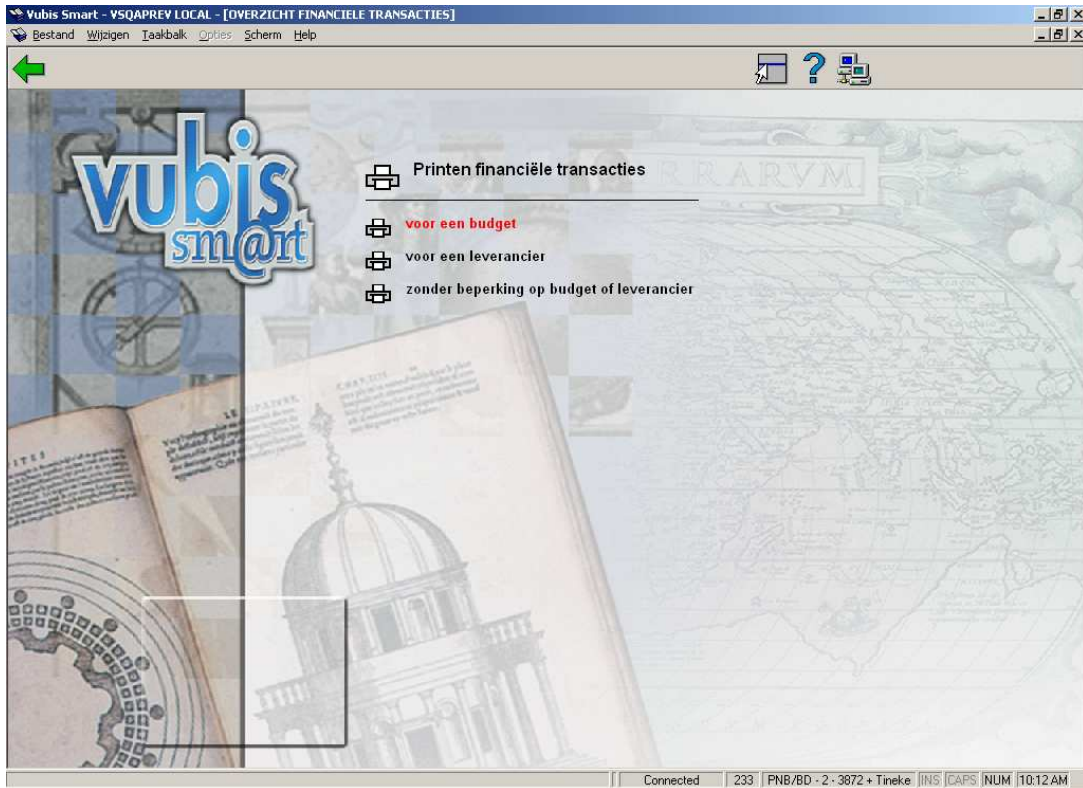 Vubis Smart - VSQAPREV LOCAL - [OVERZICHT FINANCIELE TRANSACTIES]
Bestand Wijzigen Taakbalk Opties Scherm Help
vubis
sm@rt
Printen financiële transacties
voor een budget
voor een leverancier
zonder beperking op budget of leverancier
Connected 233 PNB/BD - 2 - 3872 + Tineke INS CAPS NUM 10:12 AM